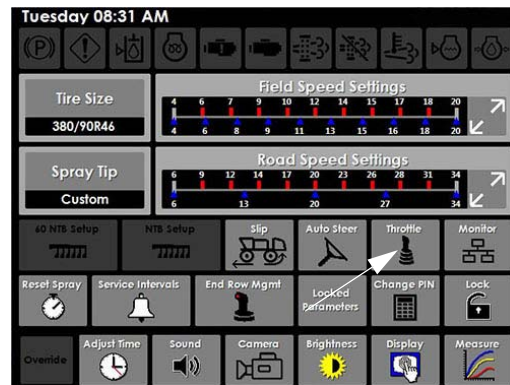 Tuesday 08:31 AM
(P)
Tire Size
380/90R46
Field Speed Settings
4 6 7 9 10 12 14 15 17 18 20
4 6 8 9 11 13 15 16 18 20
Spray Tip
Custom
Road Speed Settings
6 9 12 14 17 20 23 26 28 31 34
6 13 20 27 34
60 NTB Setup
NTB Setup
Slip
Auto Steer
Throttle
Monitor
Reset Spray
Service Intervals
End Row Mgmt
Locked
Parameters
Change PIN
Lock
Override
Adjust Time
Sound
Camera
Brightness
Display
Measure